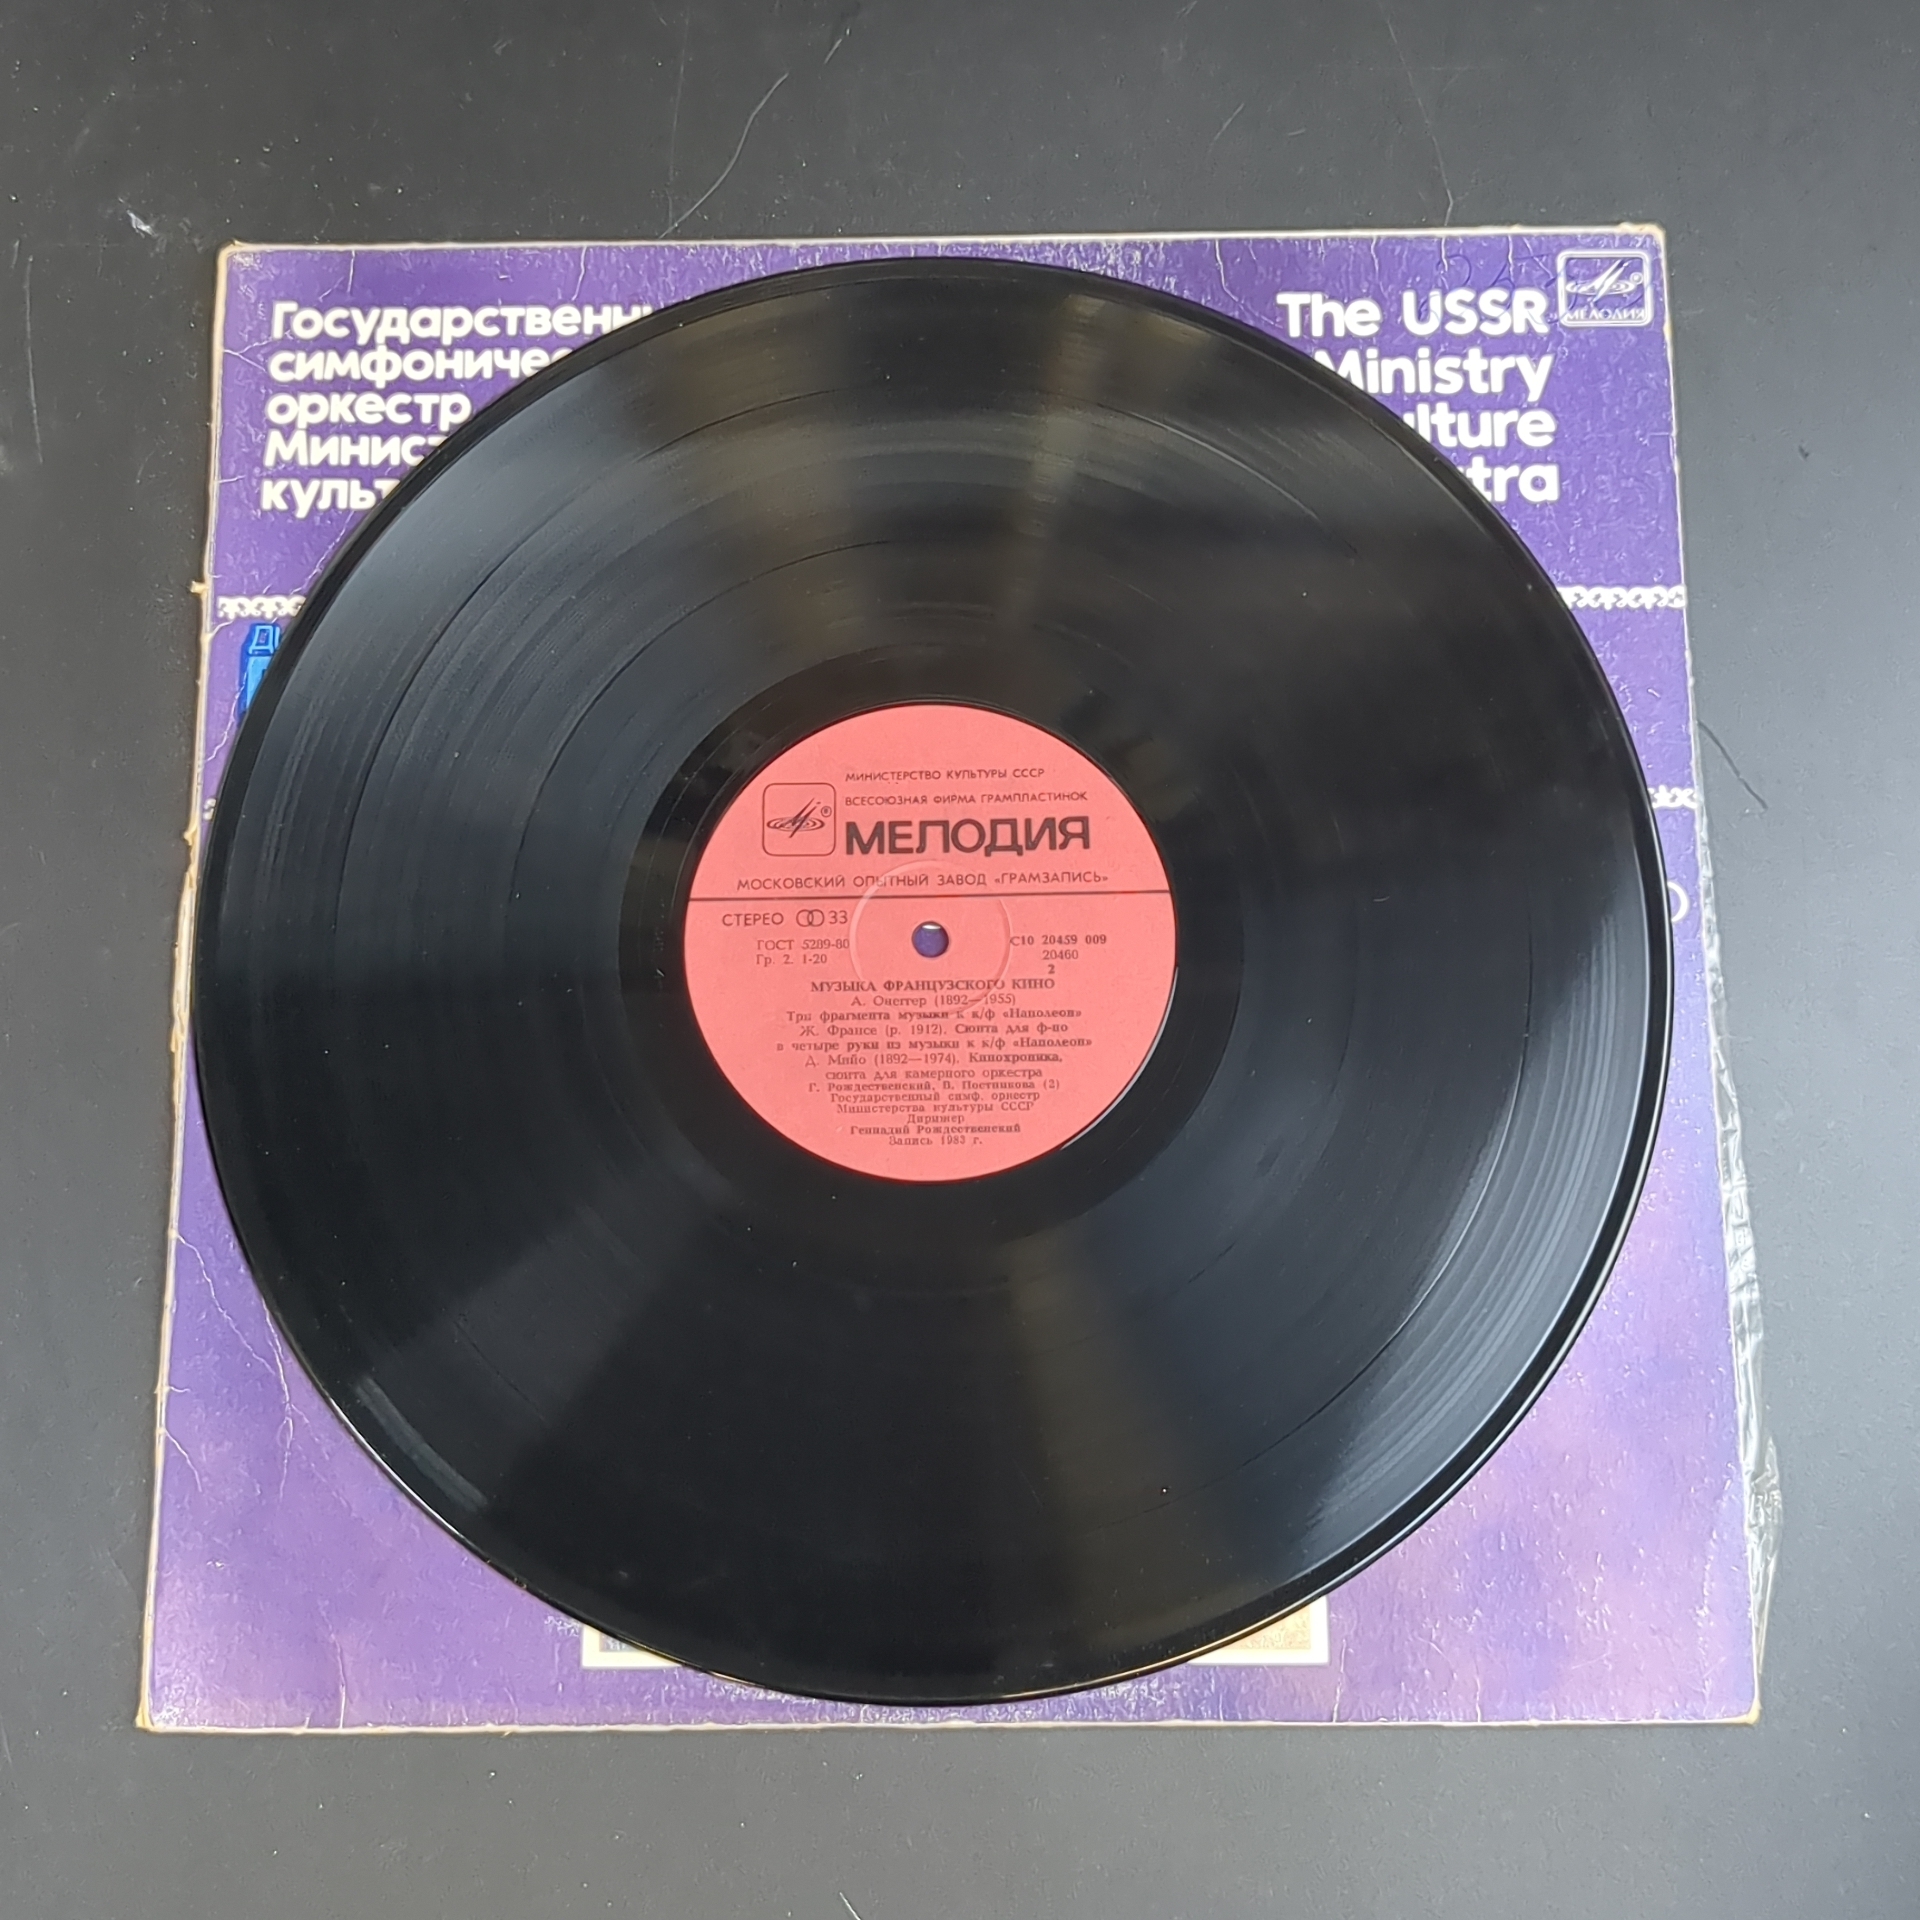 Государственн
симфониче
оркестр
Минист
культ
The USSR
Ministry
ulture
tra
МЕЛОДИЯ
МИНИСТЕРСТВО КУЛЬТУРЫ СССР
ВСЕСОЮЗНАЯ ФИРМА ГРАМПЛАСТИНОК
МЕЛОДИЯ
МОСКОВСКИЙ ОПЫТНЫЙ ЗАВОД «ГРАМЗАПИСЬ»
СТЕРЕО 33
ГОСТ 5289-80
Гр. 2. 1-20
С10 20459 009
20460
2
МУЗЫКА ФРАНЦУЗСКОГО КИНО
А. Онеггер (1892—1955)
Три фрагмента музыки к к/ф «Наполеон»
Ж. Франсе (р. 1912). Сюита для ф-но
в четыре руки из музыки к к/ф «Наполеон»
Д. Мийо (1892—1974). Кинохроника,
сюита для камерного оркестра
Г. Рождественский, В. Постникова (2)
Государственный симф. оркестр
Министерства культуры СССР
Дирижер
Геннадий Рождественский
Запись 1983 г.